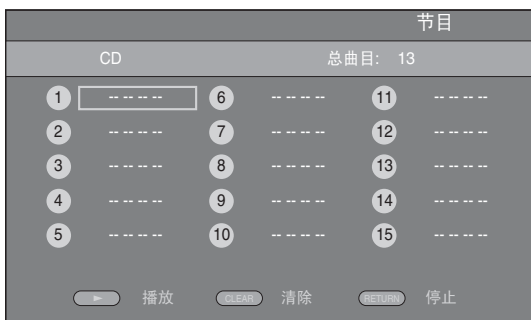 节目
CD 总曲目: 13
1 -- -- -- -- 6 -- -- -- -- 11 -- -- -- --
2 -- -- -- -- 7 -- -- -- -- 12 -- -- -- --
3 -- -- -- -- 8 -- -- -- -- 13 -- -- -- --
4 -- -- -- -- 9 -- -- -- -- 14 -- -- -- --
5 -- -- -- -- 10 -- -- -- -- 15 -- -- -- --
► 播放 CLEAR 清除 RETURN 停止